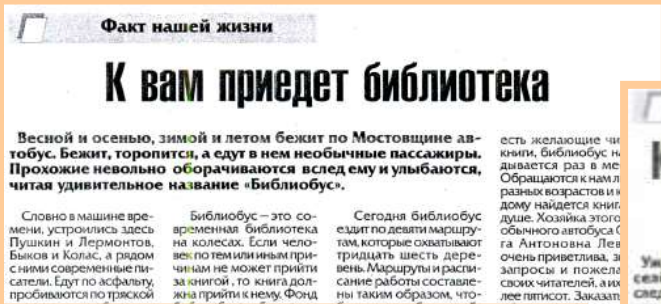 Факт нашей жизни
К вам приедет библиотека
Весной и осенью, зимой и летом бежит по Мостовщине ав-
тобус. Бежит, торопится, а едут в нем необычные пассажиры.
Прохожие невольно оборачиваются вслед ему и улыбаются,
читая удивительное название «Библиобус».
Словно в машине вре-
мени, устроились здесь
Пушкин и Лермонтов,
Быков и Колас, а рядом
с ними современные пи-
сатели. Едут по асфальту,
пробиваются по тряской
Библиобус – это со-
временная библиотека
на колесах. Если чело-
век по тем или иным при-
чинам не может прийти
за книгой, то книга дол-
жна прийти к нему. Фонд
Сегодня библиобус
ездит по девяти маршру-
там, которые охватывают
тридцать шесть дере-
вень. Маршруты и распи-
сание работы составле-
ны таким образом, что-
есть желающие
книги, библиобус
дывается раз в
Обращаются к нам
разных возрастов и
дому найдется
душе. Хозяйка этого
обычного автобуса
га Антоновна
очень приветлива,
запросы и
своих читателей, а
лее пятисот.